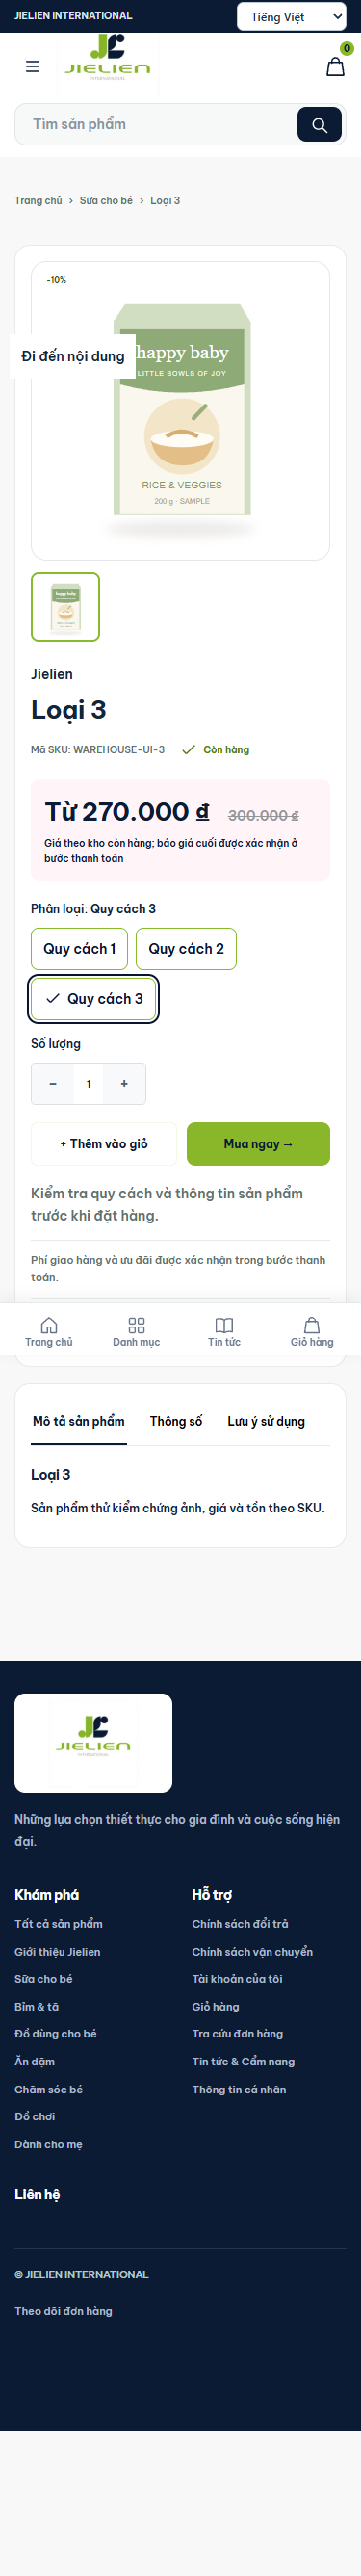 JIELIEN INTERNATIONAL
Tiếng Việt
JIELIEN
INTERNATIONAL
0
Tìm sản phẩm
Trang chủ › Sữa cho bé › Loại 3
-10%
Đi đến nội dung
happy baby
LITTLE BOWLS OF JOY
RICE & VEGGIES
200 g · SAMPLE
happy baby
Jielien
Loại 3
Mã SKU: WAREHOUSE-UI-3
Còn hàng
Từ 270.000 ₫ 300.000 ₫
Giá theo kho còn hàng; báo giá cuối được xác nhận ở
bước thanh toán
Phân loại: Quy cách 3
Quy cách 1
Quy cách 2
Quy cách 3
Số lượng
− 1 +
+ Thêm vào giỏ
Mua ngay →
Kiểm tra quy cách và thông tin sản phẩm
trước khi đặt hàng.
Phí giao hàng và ưu đãi được xác nhận trong bước thanh
toán.
Trang chủ
Danh mục
Tin tức
Giỏ hàng
Mô tả sản phẩm
Thông số
Lưu ý sử dụng
Loại 3
Sản phẩm thử kiểm chứng ảnh, giá và tồn theo SKU.
JIELIEN
INTERNATIONAL
Những lựa chọn thiết thực cho gia đình và cuộc sống hiện
đại.
Khám phá
Tất cả sản phẩm
Giới thiệu Jielien
Sữa cho bé
Bỉm & tã
Đồ dùng cho bé
Ăn dặm
Chăm sóc bé
Đồ chơi
Dành cho mẹ
Hỗ trợ
Chính sách đổi trả
Chính sách vận chuyển
Tài khoản của tôi
Giỏ hàng
Tra cứu đơn hàng
Tin tức & Cẩm nang
Thông tin cá nhân
Liên hệ
© JIELIEN INTERNATIONAL
Theo dõi đơn hàng